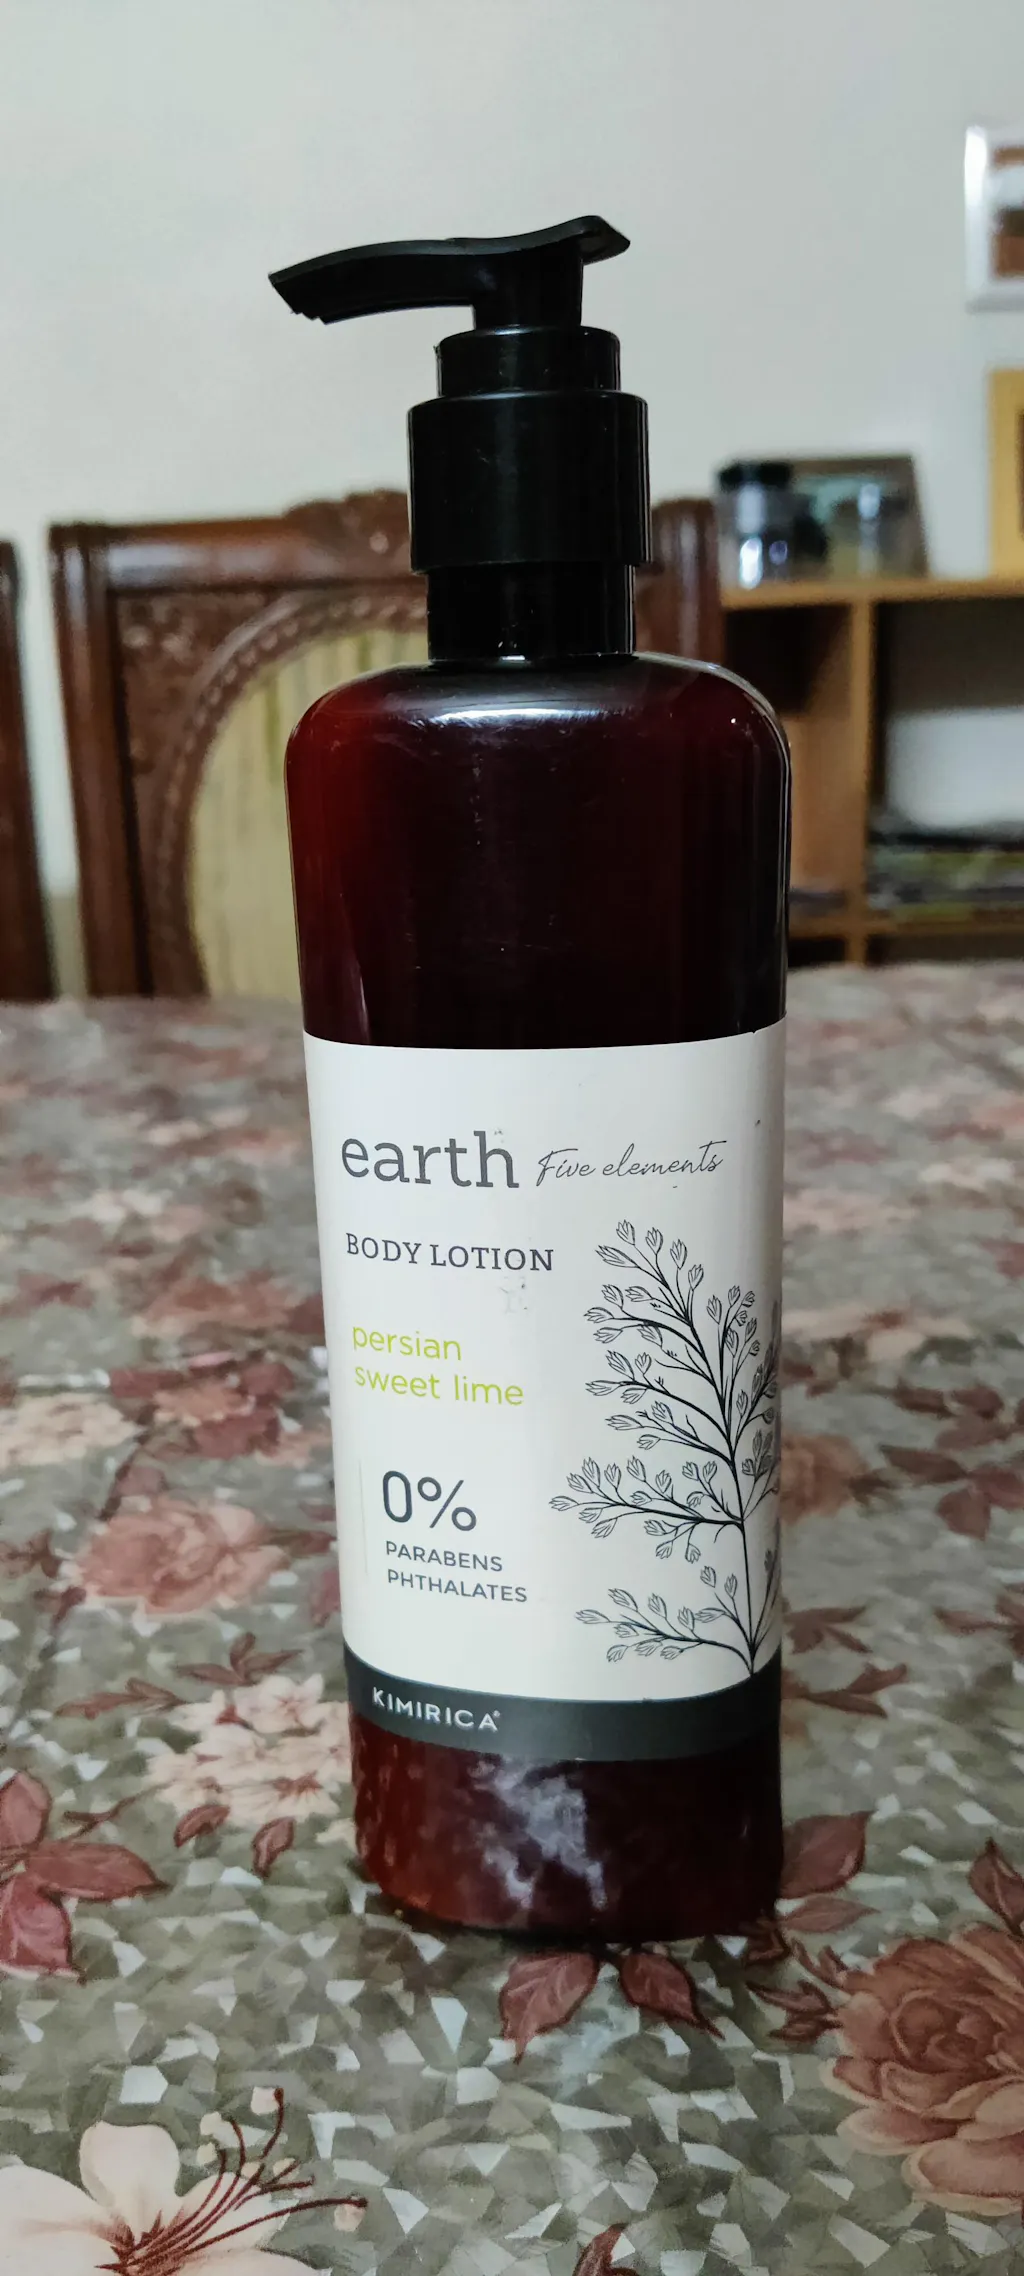 earth Five elements
BODY LOTION
persian
sweet lime
0%
PARABENS
PHTHALATES
KIMIRICA®